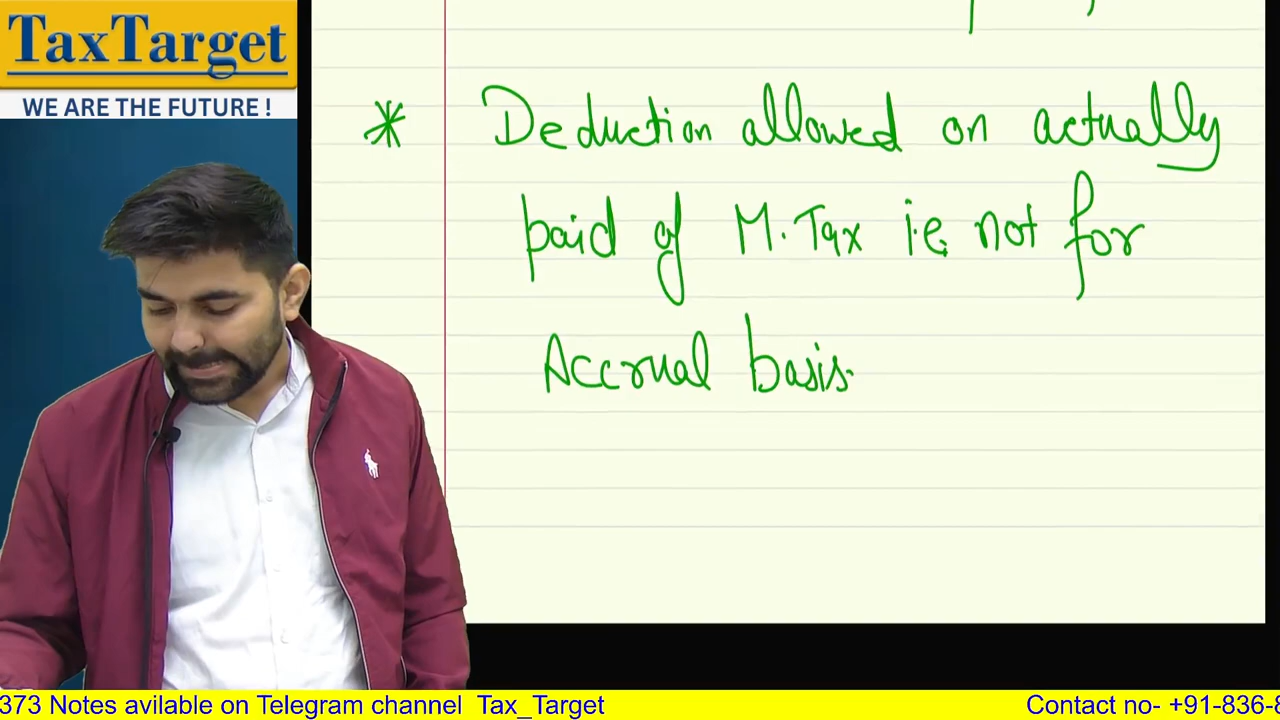 TaxTarget
WE ARE THE FUTURE !
* Deduction allowed on actually
paid of M. Tax i.e. not for
Accrual basis.
373 Notes avilable on Telegram channel Tax_Target
Contact no- +91-836-8